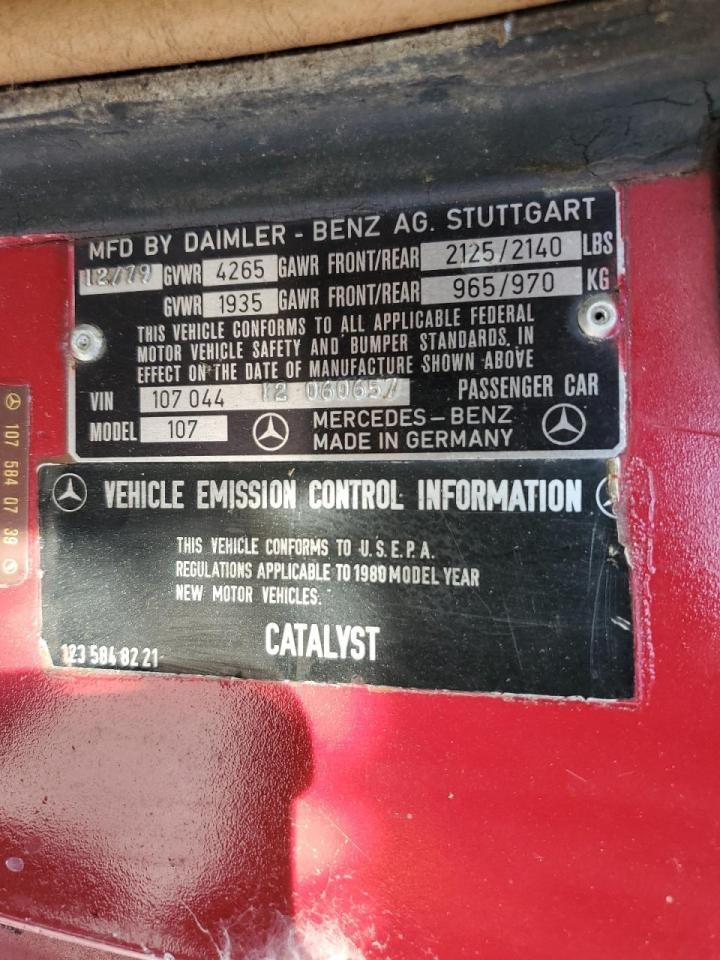 MFD BY DAIMLER - BENZ AG. STUTTGART
12/79 GVWR 4265 GAWR FRONT/REAR 2125/2140 LBS
GVWR 1935 GAWR FRONT/REAR 965/970 KG
THIS VEHICLE CONFORMS TO ALL APPLICABLE FEDERAL
MOTOR VEHICLE SAFETY AND BUMPER STANDARDS, IN
EFFECT ON THE DATE OF MANUFACTURE SHOWN ABOVE
VIN 107 044 12 060657 PASSENGER CAR
MODEL 107 MERCEDES-BENZ
MADE IN GERMANY
107 584 07 39
VEHICLE EMISSION CONTROL INFORMATION
THIS VEHICLE CONFORMS TO U.S.E.P.A.
REGULATIONS APPLICABLE TO 1980 MODEL YEAR
NEW MOTOR VEHICLES.
CATALYST
123 584 82 21